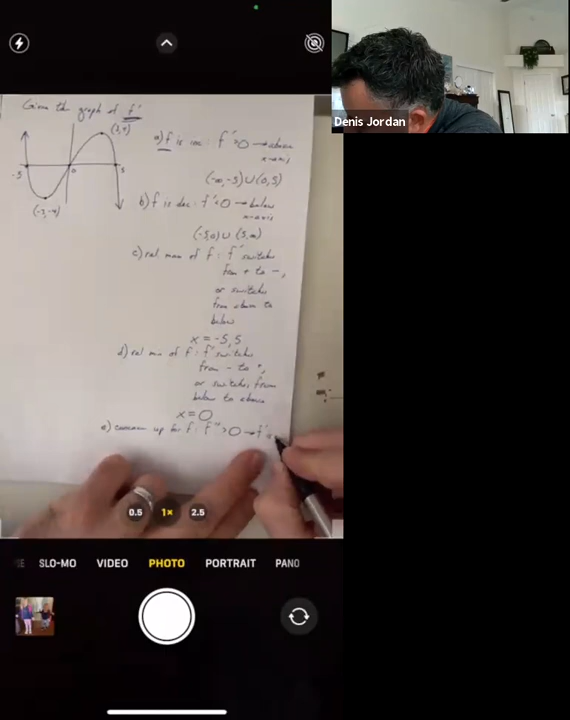 Denis Jordan
Given the graph of f'
(3,4)
-5
0
5
(-3,-4)
a) f is inc: f'>0 → above
x-axis
(-∞,-5)∪(0,5)
b) f is dec: f'<0 → below
x-axis
(-5,0)∪(5,∞)
c) rel max of f: f' switches
from + to -,
or switches
from above to
below
x = -5, 5
d) rel min of f: f' switches
from - to +,
or switches from
below to above
x = 0
e) concave up for f: f''>0 → f' is
0.5
1×
2.5
SLO-MO
VIDEO
PHOTO
PORTRAIT
PANO